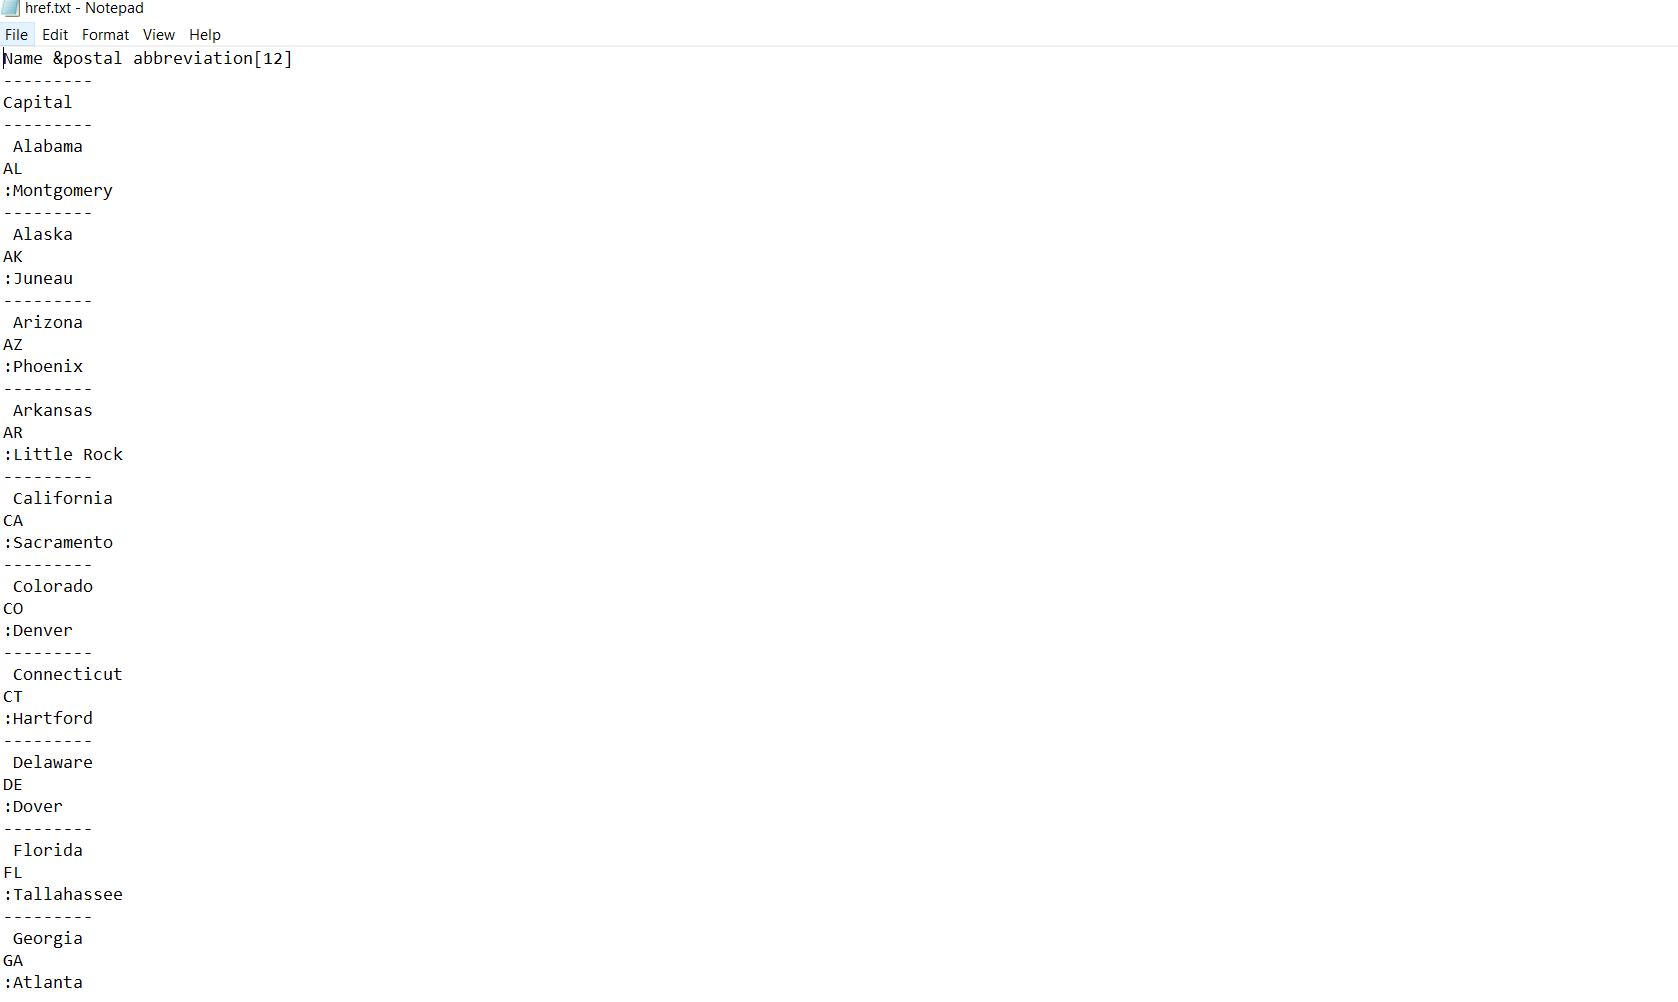 href.txt - Notepad
File Edit Format View Help
Name &postal abbreviation[12]
---------
Capital
---------
 Alabama
AL
:Montgomery
---------
 Alaska
AK
:Juneau
---------
 Arizona
AZ
:Phoenix
---------
 Arkansas
AR
:Little Rock
---------
 California
CA
:Sacramento
---------
 Colorado
CO
:Denver
---------
 Connecticut
CT
:Hartford
---------
 Delaware
DE
:Dover
---------
 Florida
FL
:Tallahassee
---------
 Georgia
GA
:Atlanta